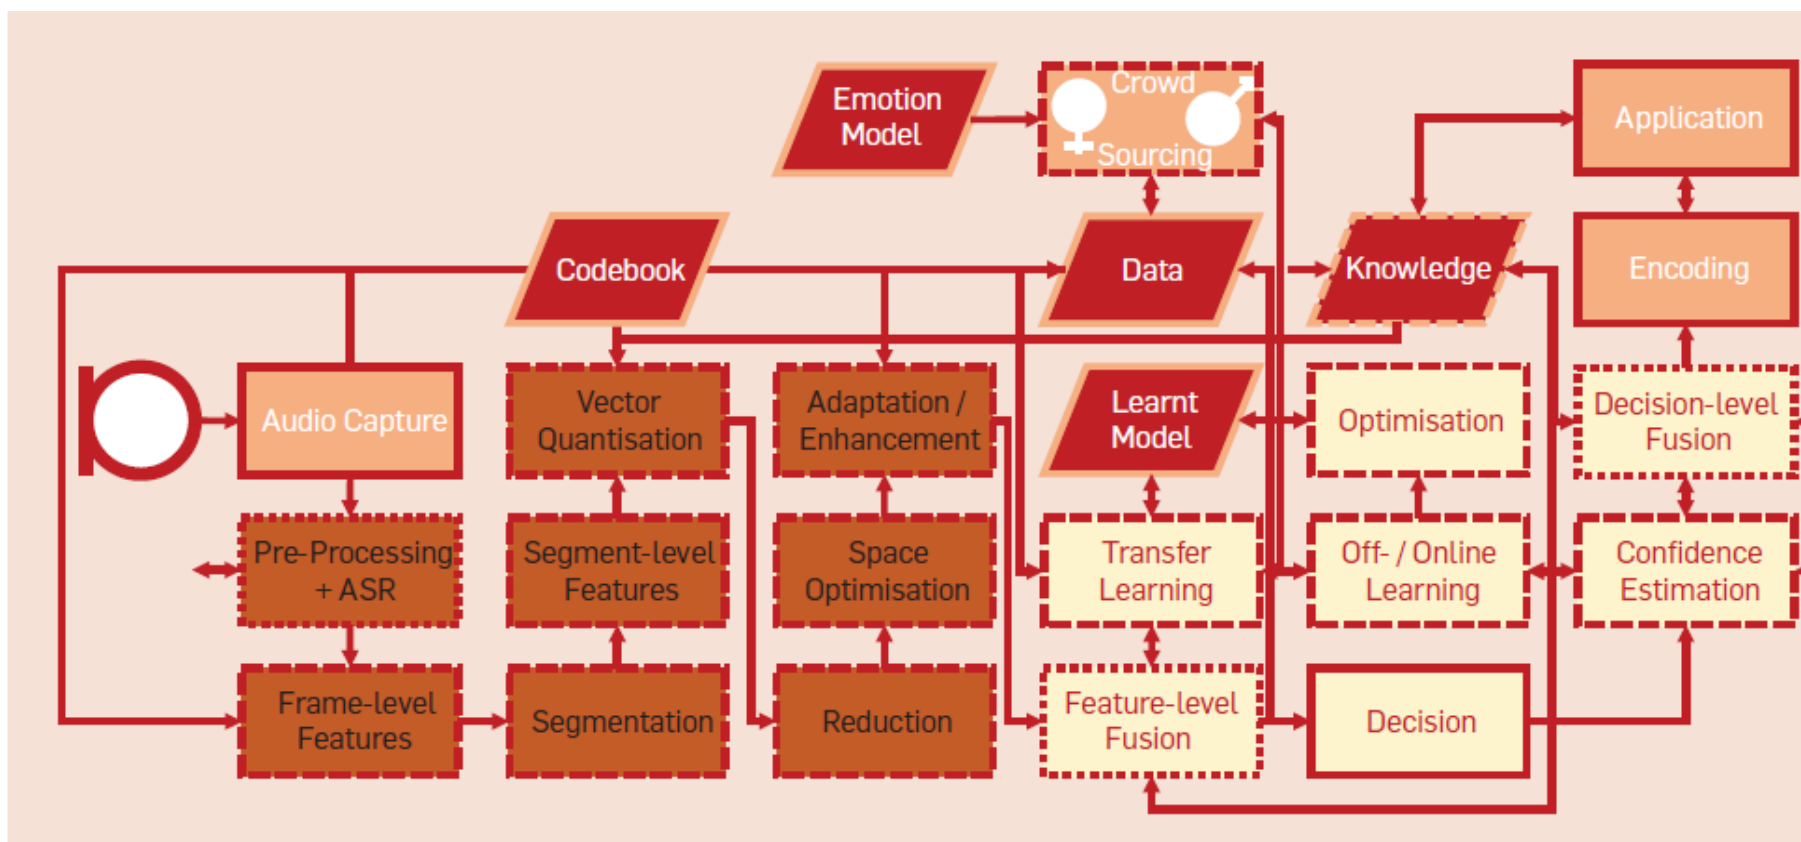 Emotion
Model
Crowd
Sourcing
Application
Codebook
Data
Knowledge
Encoding
Audio Capture
Vector
Quantisation
Adaptation /
Enhancement
Learnt
Model
Optimisation
Decision-level
Fusion
Pre-Processing
+ ASR
Segment-level
Features
Space
Optimisation
Transfer
Learning
Off- / Online
Learning
Confidence
Estimation
Frame-level
Features
Segmentation
Reduction
Feature-level
Fusion
Decision